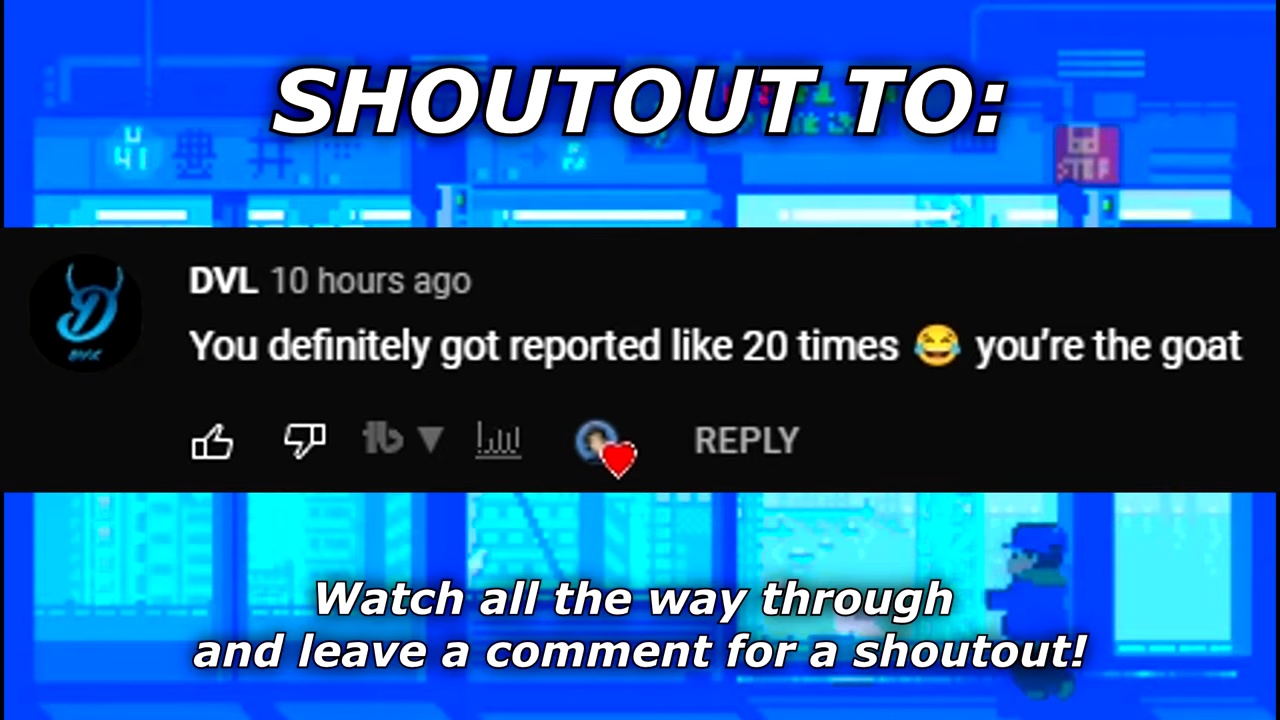 SHOUTOUT TO:
STEF
DVL 10 hours ago
You definitely got reported like 20 times 😂 you're the goat
REPLY
Watch all the way through
and leave a comment for a shoutout!